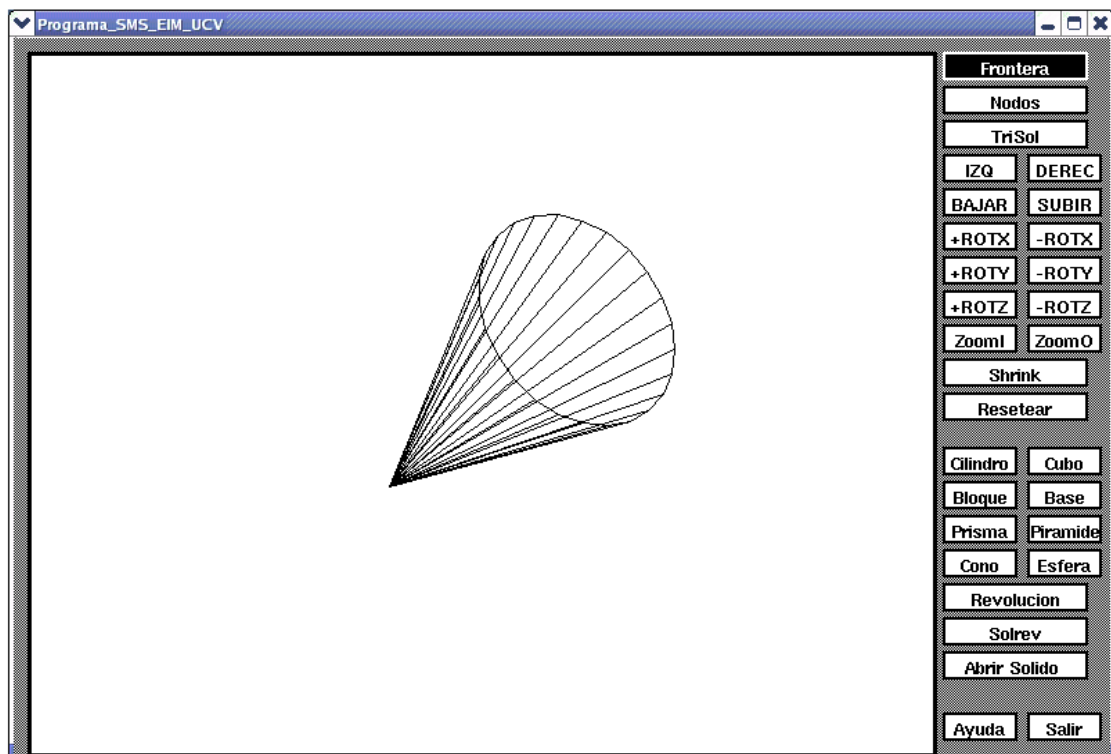 Programa_SMS_EIM_UCV
Frontera
Nodos
TriSol
IZQ DEREC
BAJAR SUBIR
+ROTX -ROTX
+ROTY -ROTY
+ROTZ -ROTZ
ZoomI ZoomO
Shrink
Resetear
Cilindro Cubo
Bloque Base
Prisma Piramide
Cono Esfera
Revolucion
Solrev
Abrir Solido
Ayuda Salir